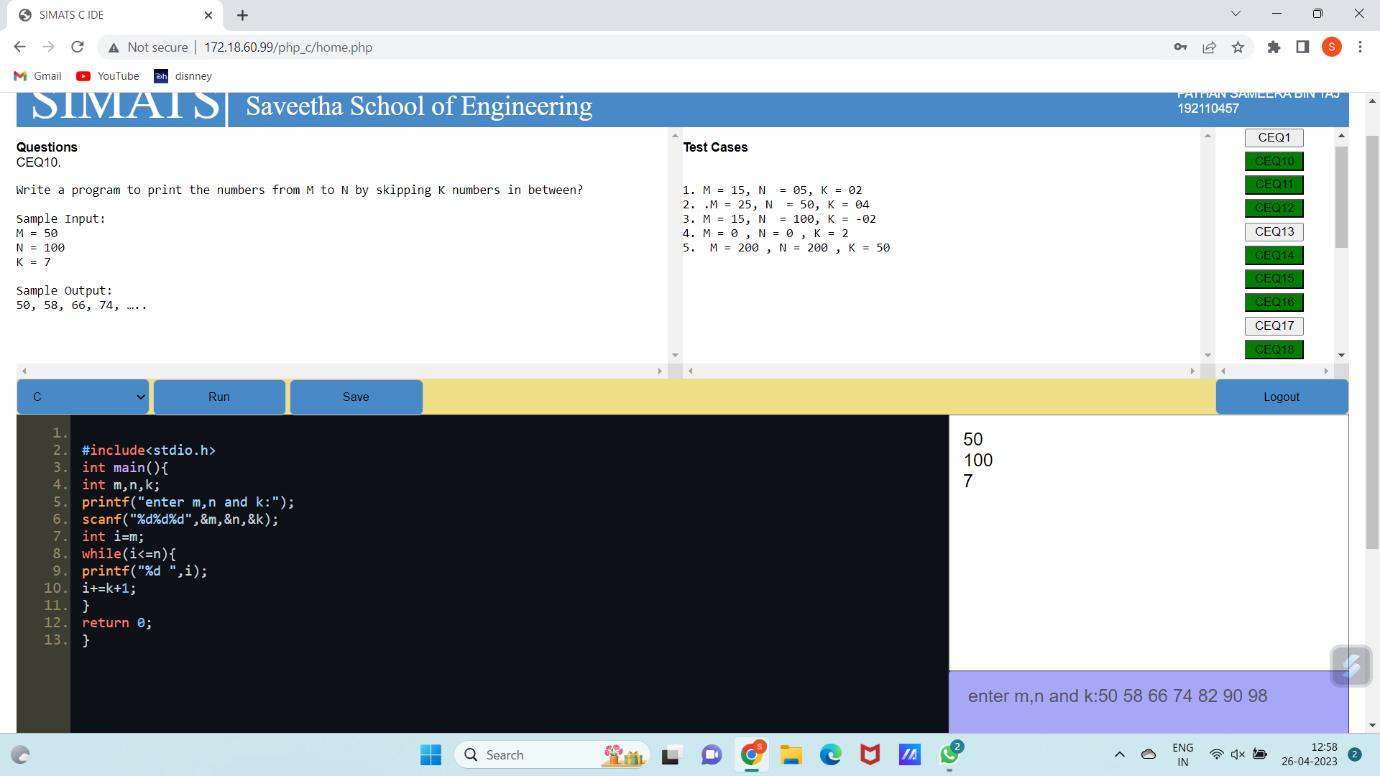 SIMATS C IDE
Not secure | 172.18.60.99/php_c/home.php
S
Gmail YouTube disnney
SIMATS Saveetha School of Engineering
PATHAN SAMEERA BIN TAJ
192110457
Questions
CEQ10.
Write a program to print the numbers from M to N by skipping K numbers in between?
Sample Input:
M = 50
N = 100
K = 7
Sample Output:
50, 58, 66, 74, …..
Test Cases
1. M = 15, N = 05, K = 02
2. .M = 25, N = 50, K = 04
3. M = 15, N = 100, K = -02
4. M = 0 , N = 0 , K = 2
5. M = 200 , N = 200 , K = 50
CEQ1
CEQ10
CEQ11
CEQ12
CEQ13
CEQ14
CEQ15
CEQ16
CEQ17
CEQ18
C Run Save Logout
1.
2. #include<stdio.h>
3. int main(){
4. int m,n,k;
5. printf("enter m,n and k:");
6. scanf("%d%d%d",&m,&n,&k);
7. int i=m;
8. while(i<=n){
9. printf("%d ",i);
10. i+=k+1;
11. }
12. return 0;
13. }
50
100
7
enter m,n and k:50 58 66 74 82 90 98
Search
S
2
ENG
IN
12:58
26-04-2023
2